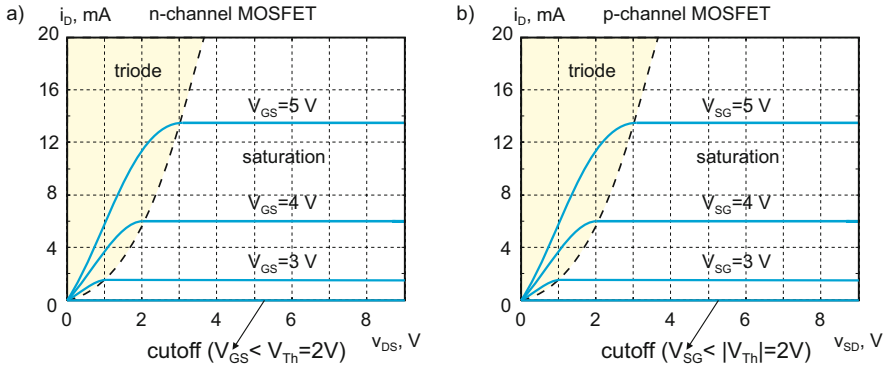 a) i_D, mA n-channel MOSFET
20
16
12
8
4
0
0 2 4 6 8 v_DS, V
triode
V_GS=5 V
saturation
V_GS=4 V
V_GS=3 V
cutoff (V_GS< V_Th=2V)
b) i_D, mA p-channel MOSFET
20
16
12
8
4
0
0 2 4 6 8 v_SD, V
triode
V_SG=5 V
saturation
V_SG=4 V
V_SG=3 V
cutoff (V_SG< |V_Th|=2V)